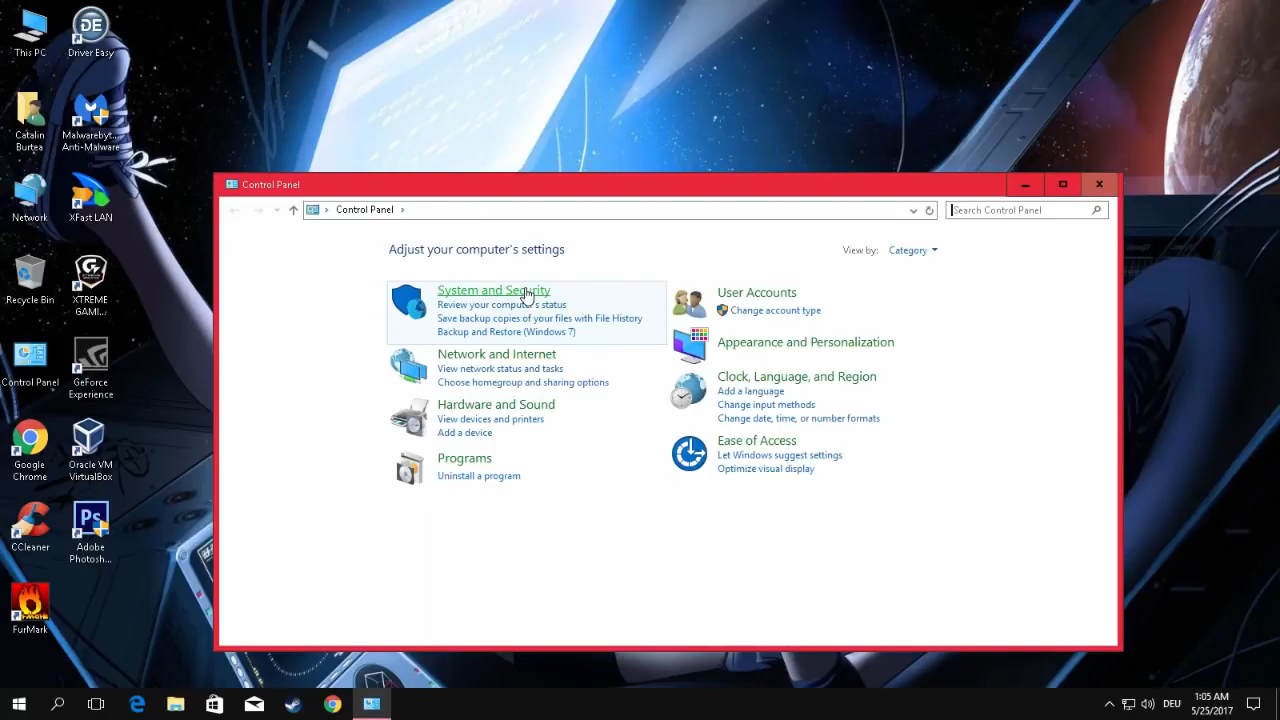 This PC
Driver Easy
Catalin Burtea
Malwareyt... Anti-Malware
Network
XFast LAN
Recycle Bin
XTREME GAMI...
Control Panel
GeForce Experience
Google Chrome
Oracle VM VirtualBox
CCleaner
Adobe Photosh...
FurMark
DE
Ps
Control Panel
Control Panel
Search Control Panel
Adjust your computer's settings
View by:
Category
System and Security
Review your computer's status
Save backup copies of your files with File History
Backup and Restore (Windows 7)
Network and Internet
View network status and tasks
Choose homegroup and sharing options
Hardware and Sound
View devices and printers
Add a device
Programs
Uninstall a program
User Accounts
Change account type
Appearance and Personalization
Clock, Language, and Region
Add a language
Change input methods
Change date, time, or number formats
Ease of Access
Let Windows suggest settings
Optimize visual display
DEU
1:05 AM
5/25/2017